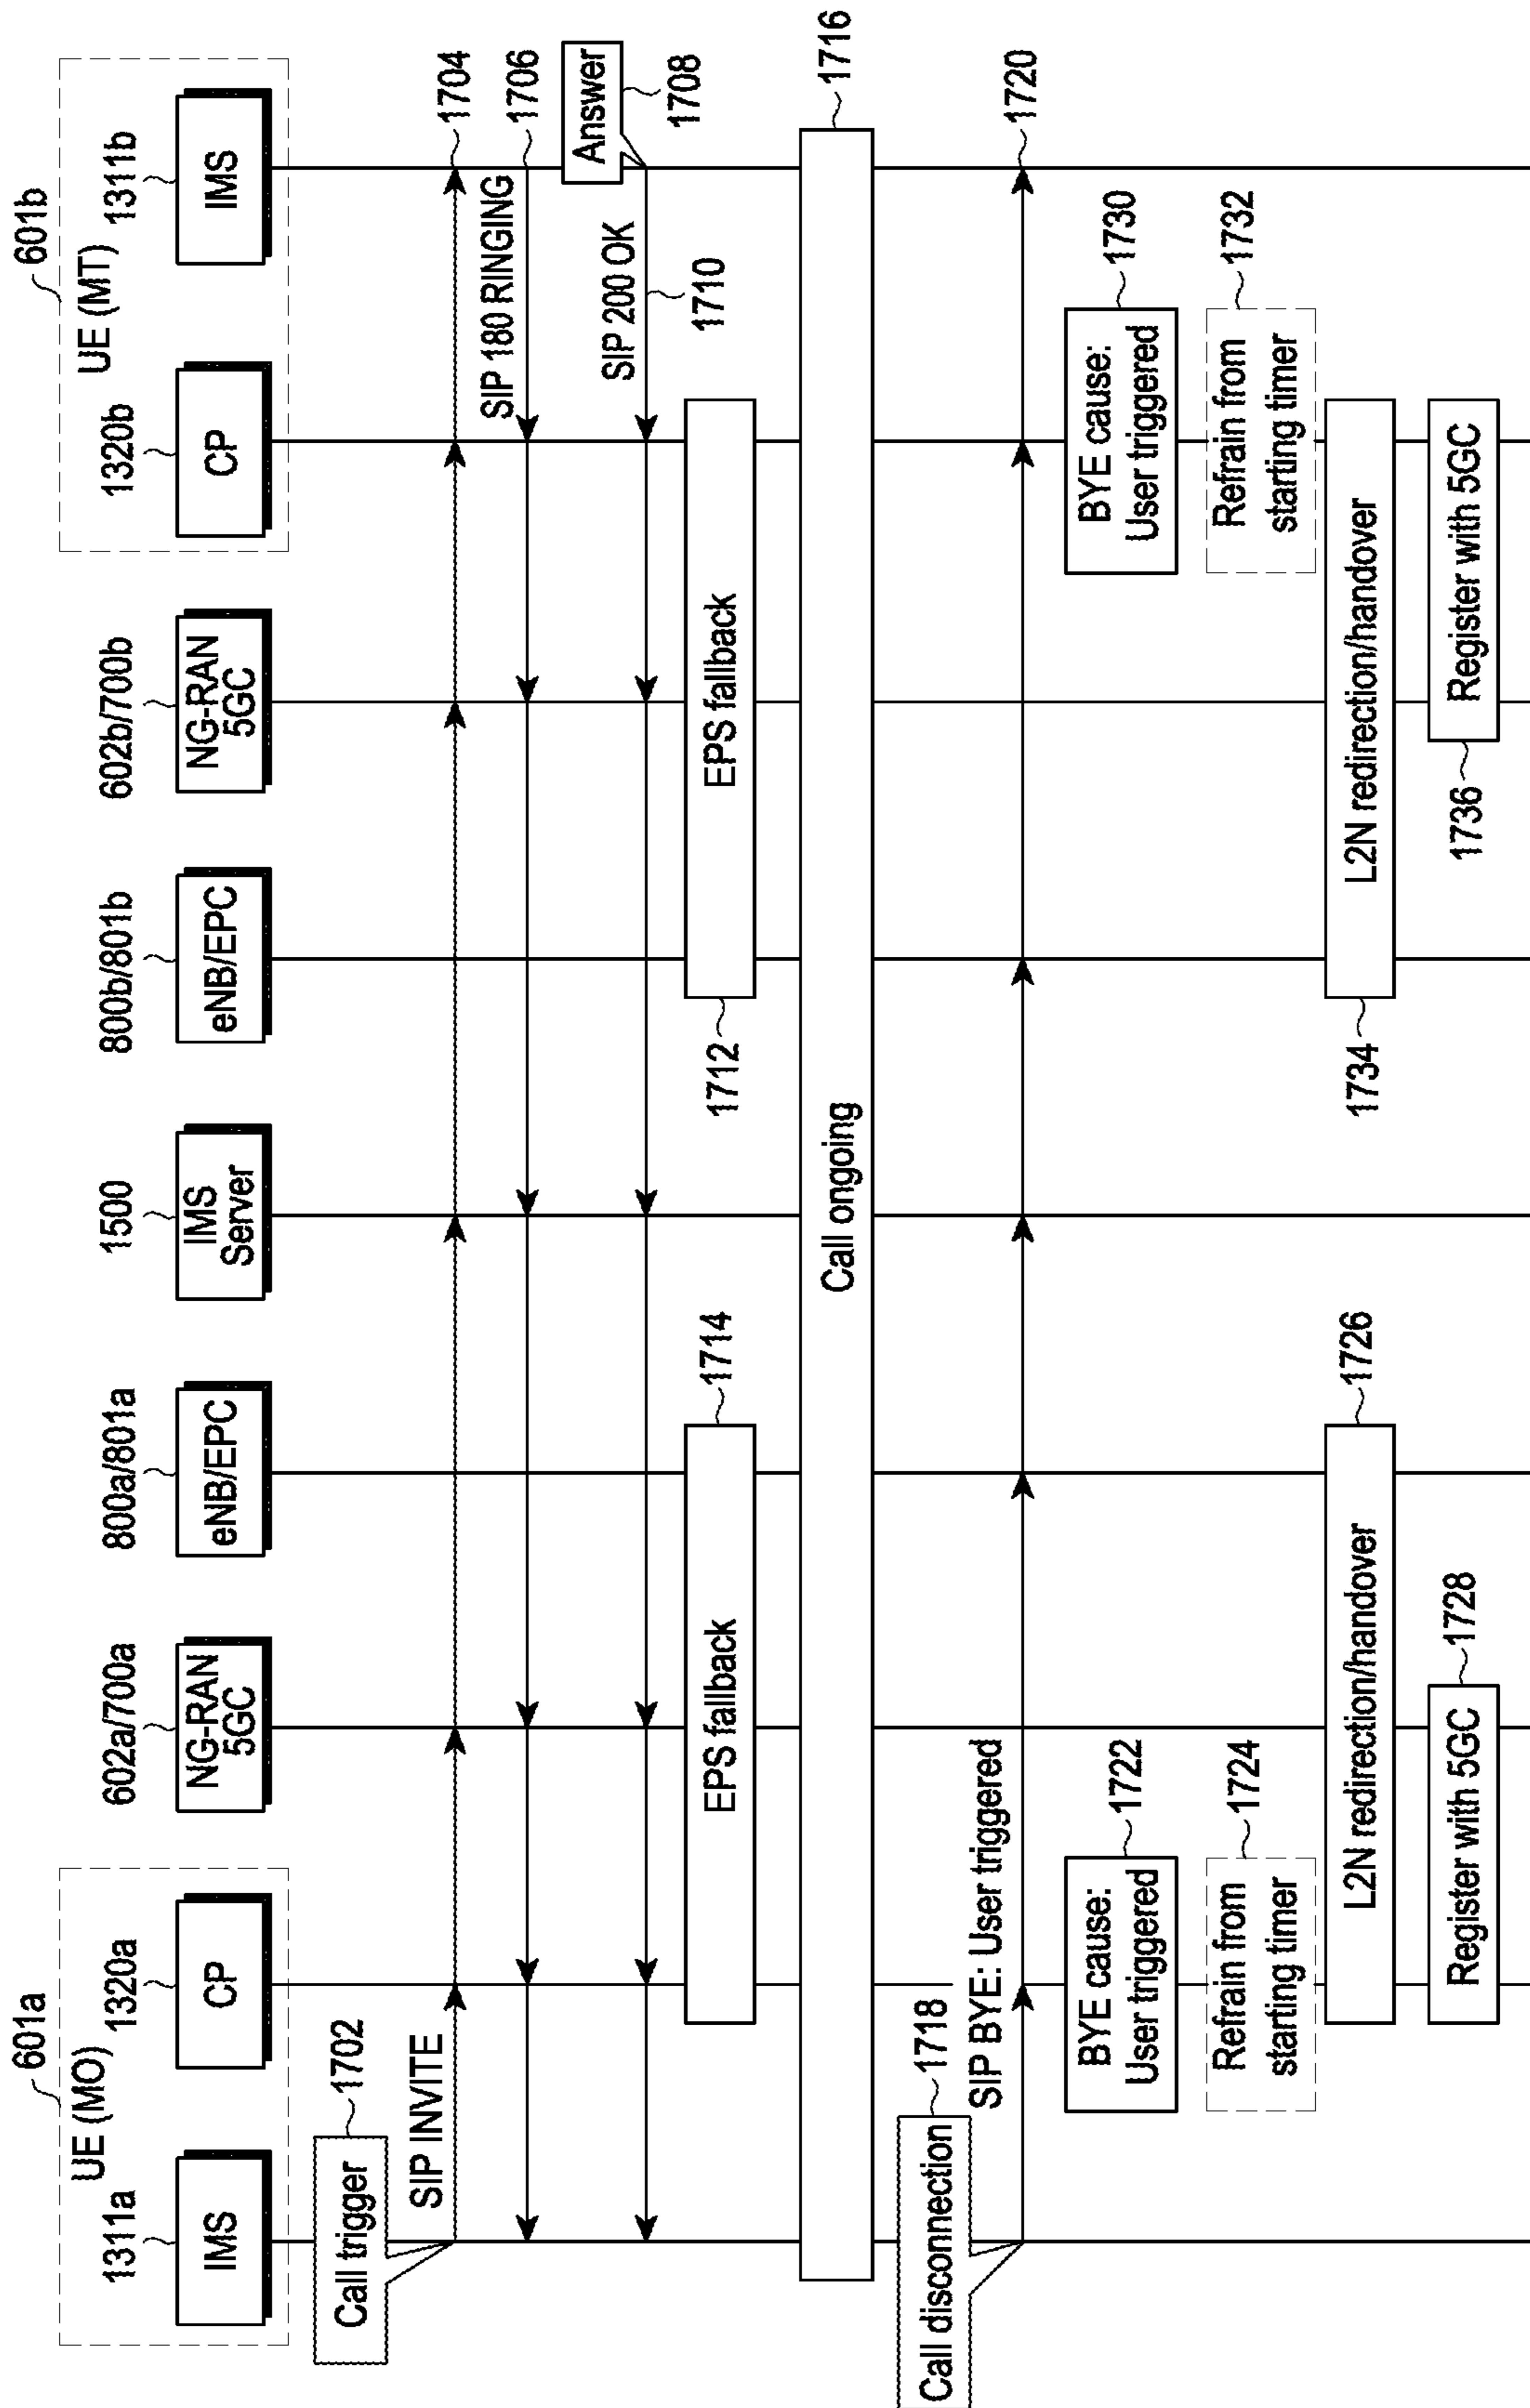 601a
601b
UE (MO)
UE (MT)
1311a
1320a
602a/700a
800a/801a
1500
800b/801b
602b/700b
1320b
1311b
IMS
CP
NG-RAN
5GC
eNB/EPC
IMS
Server
eNB/EPC
NG-RAN
5GC
CP
IMS
Call trigger
1702
SIP INVITE
1704
SIP 180 RINGING
1706
Answer
1708
SIP 200 OK
1710
EPS fallback
1714
1712
EPS fallback
Call ongoing
1716
Call disconnection
1718
SIP BYE: User triggered
1720
BYE cause:
User triggered
1722
BYE cause:
User triggered
1730
Refrain from
starting timer
1724
Refrain from
starting timer
1732
L2N redirection/handover
1726
1734
L2N redirection/handover
Register with 5GC
1728
1736
Register with 5GC